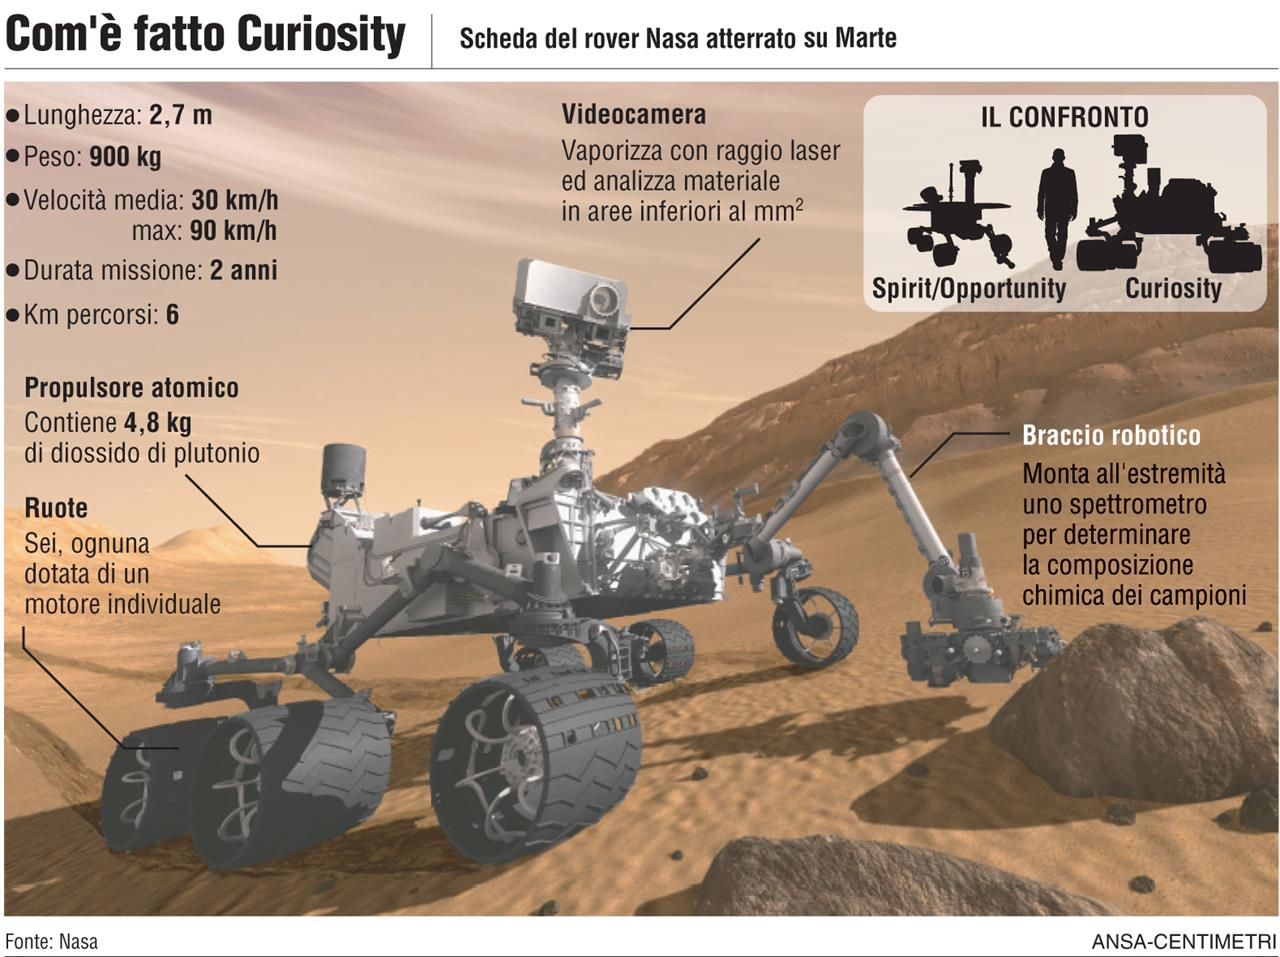 Com'è fatto Curiosity
Scheda del rover Nasa atterrato su Marte
● Lunghezza: 2,7 m
● Peso: 900 kg
● Velocità media: 30 km/h
max: 90 km/h
● Durata missione: 2 anni
● Km percorsi: 6
Videocamera
Vaporizza con raggio laser
ed analizza materiale
in aree inferiori al mm²
IL CONFRONTO
Spirit/Opportunity
Curiosity
Propulsore atomico
Contiene 4,8 kg
di diossido di plutonio
Ruote
Sei, ognuna
dotata di un
motore individuale
Braccio robotico
Monta all'estremità
uno spettrometro
per determinare
la composizione
chimica dei campioni
Fonte: Nasa
ANSA-CENTIMETRI